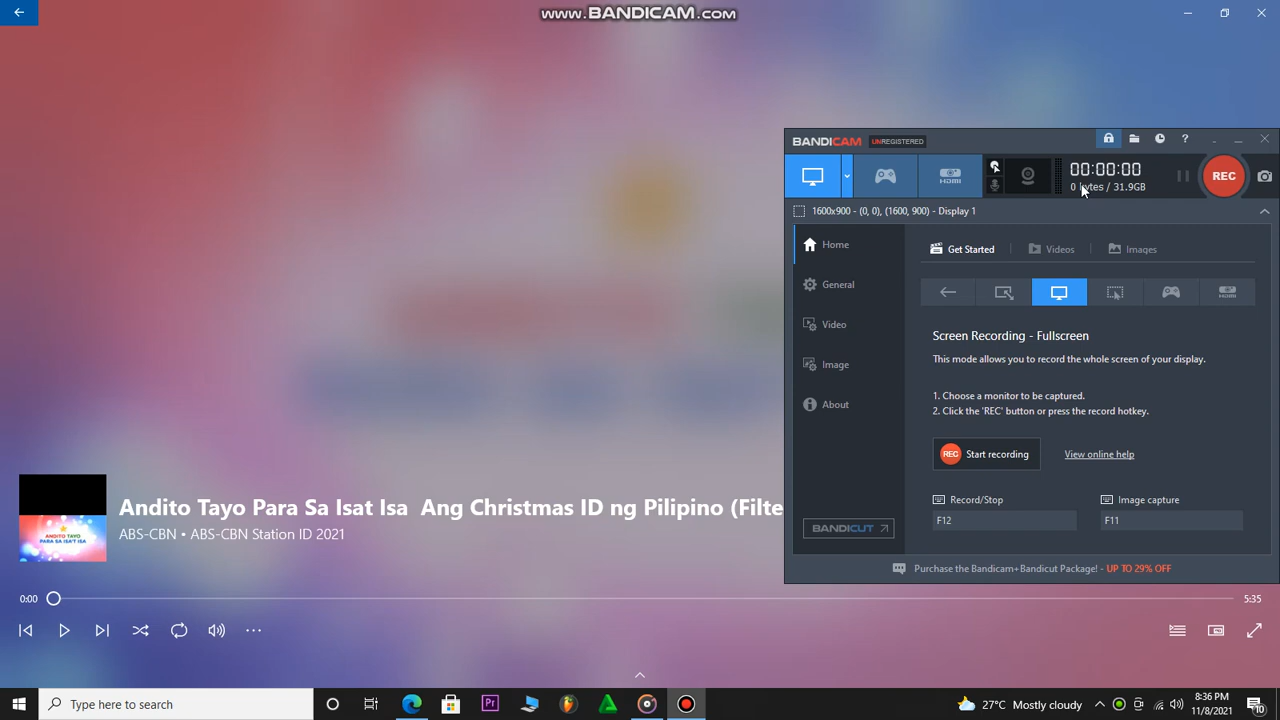 www.BANDICAM.com
BANDICAM UNREGISTERED
HDMI
00:00:00
REC
0 bytes / 31.9GB
1600x900 - (0, 0), (1600, 900) - Display 1
Home
General
Video
Image
About
BANDICUT
Get Started
Videos
Images
HDMI
Screen Recording - Fullscreen
This mode allows you to record the whole screen of your display.
1. Choose a monitor to be captured.
2. Click the 'REC' button or press the record hotkey.
REC Start recording
View online help
Record/Stop
Image capture
F12
F11
Purchase the Bandicam+Bandicut Package! - UP TO 29% OFF
ANDITO TAYO
PARA SA ISA'T ISA
Andito Tayo Para Sa Isat Isa Ang Christmas ID ng Pilipino (Filte
ABS-CBN • ABS-CBN Station ID 2021
0:00
5:35
Type here to search
Pr
27°C Mostly cloudy
8:36 PM
11/8/2021
10